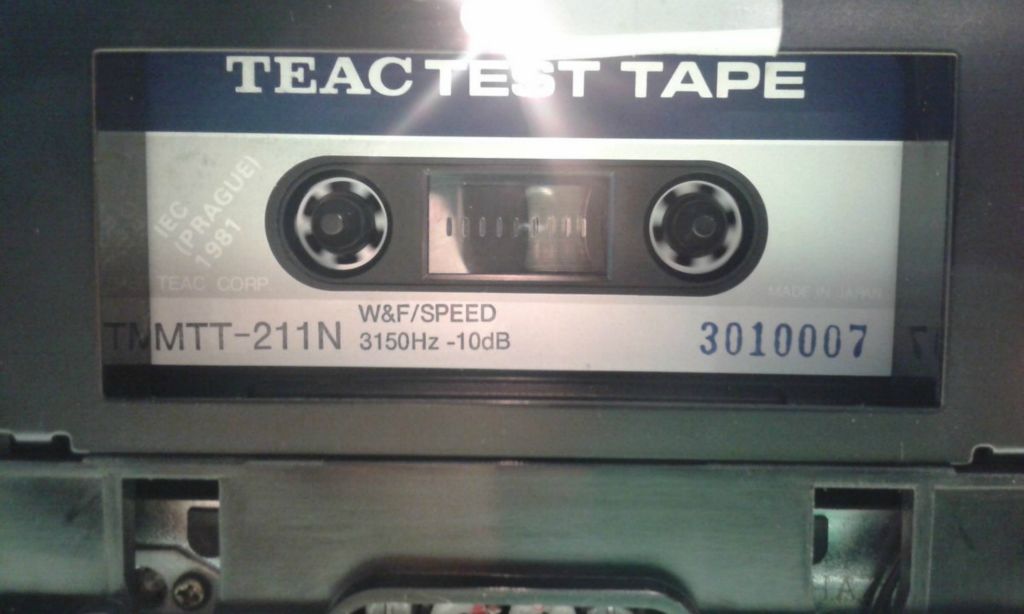 TEAC TEST TAPE
IEC
(PRAGUE)
1981
TEAC CORP.
MADE IN JAPAN
MTT-211N
W&F/SPEED
3150Hz -10dB
3010007